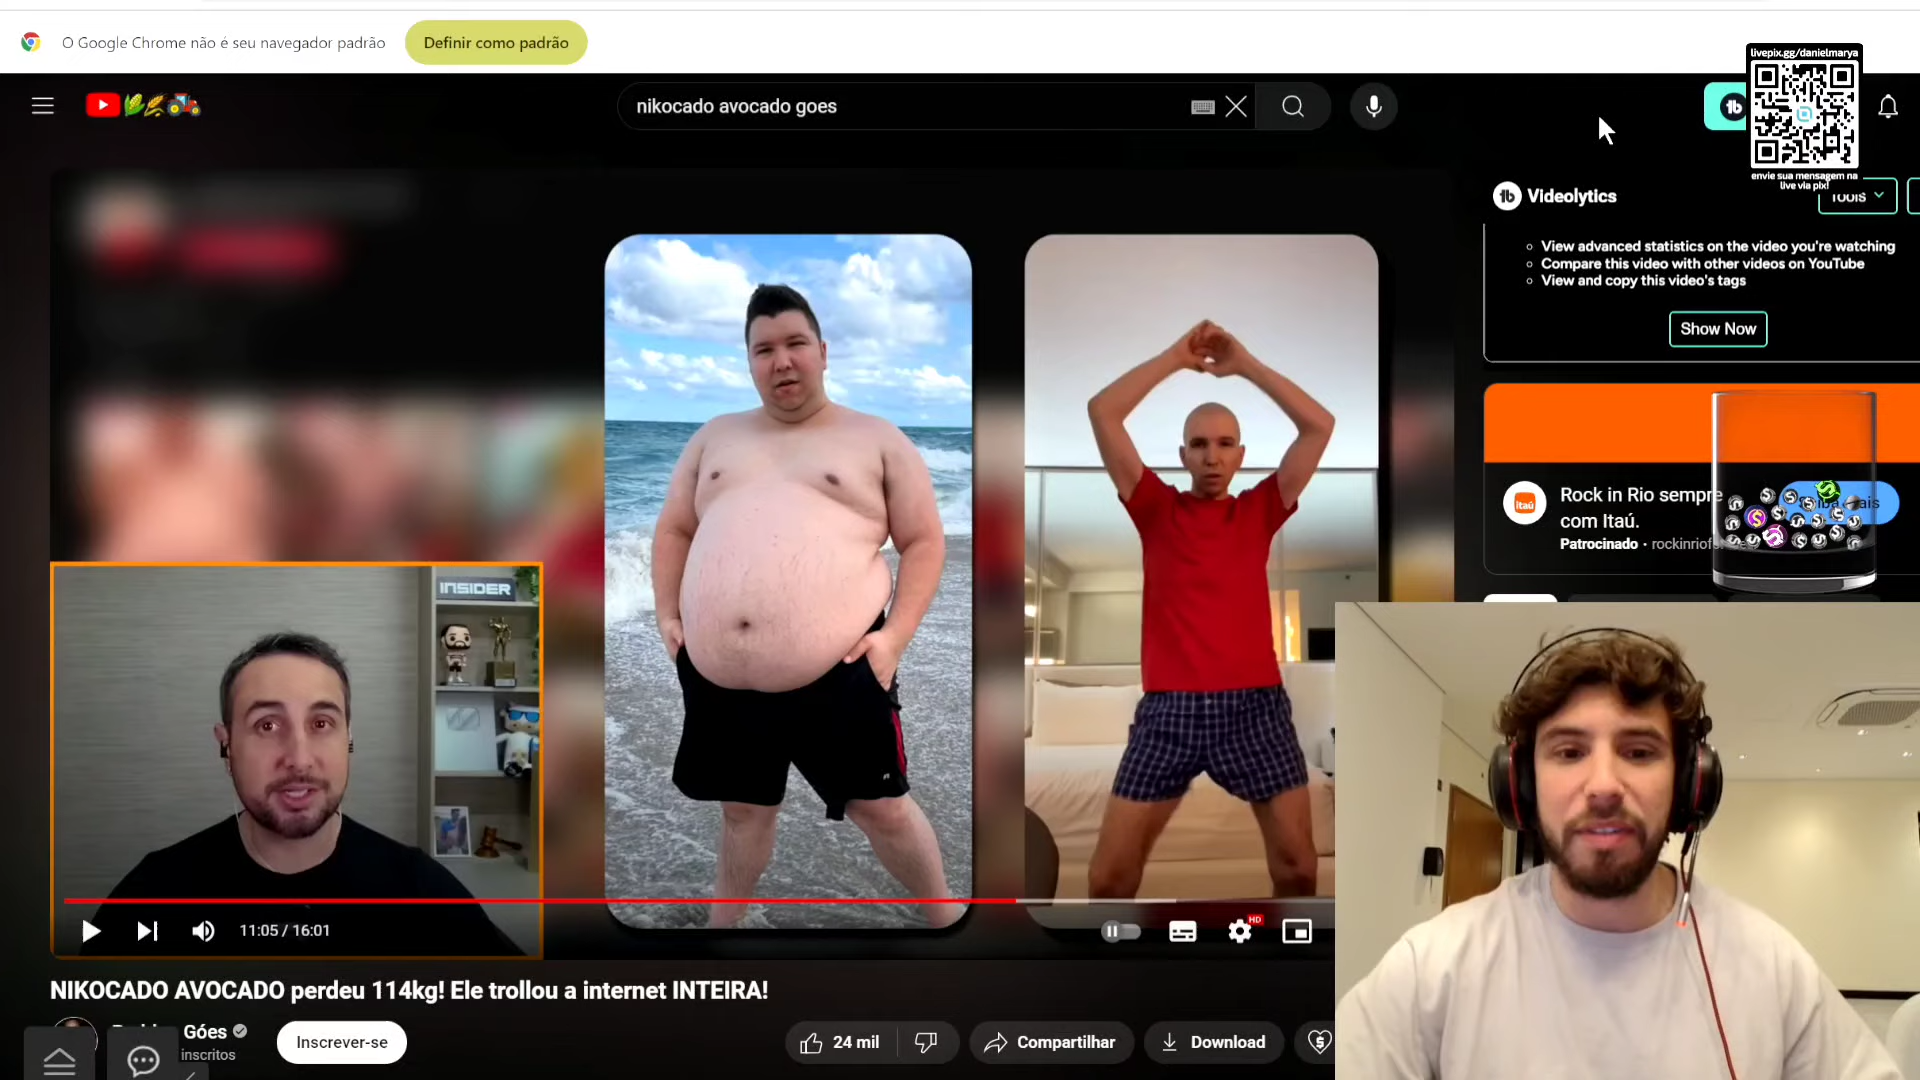 O Google Chrome não é seu navegador padrão
Definir como padrão
livepix.gg/danielmarya
envie sua mensagem na
live via pix!
nikocado avocado goes
Videolytics
Tools
View advanced statistics on the video you're watching
Compare this video with other videos on YouTube
View and copy this video's tags
Show Now
Itaú
Rock in Rio sempre
com Itaú.
Patrocinado
INSIDER
11:05 / 16:01
HD
NIKOCADO AVOCADO perdeu 114kg! Ele trollou a internet INTEIRA!
Góes
inscritos
Inscrever-se
24 mil
Compartilhar
Download